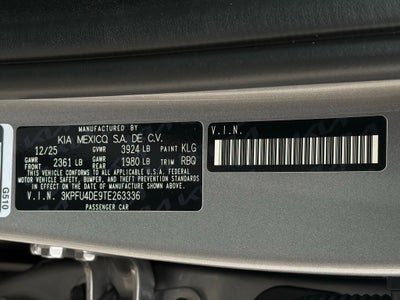 MANUFACTURED BY
KIA MEXICO S.A. DE C.V.
12/25 GVWR 3924 LB PAINT KLG
GAWR FRONT 2361 LB GAWR REAR 1980 LB TRIM RBQ
THIS VEHICLE CONFORMS TO ALL APPLICABLE
U.S.A. FEDERAL MOTOR VEHICLE
SAFETY, BUMPER, AND THEFT PREVENTION
STANDARDS IN EFFECT ON THE DATE OF
MANUFACTURE SHOWN ABOVE.
V.I.N. 3KPFU4DE9TE263336
PASSENGER CAR
V.I.N.
G510